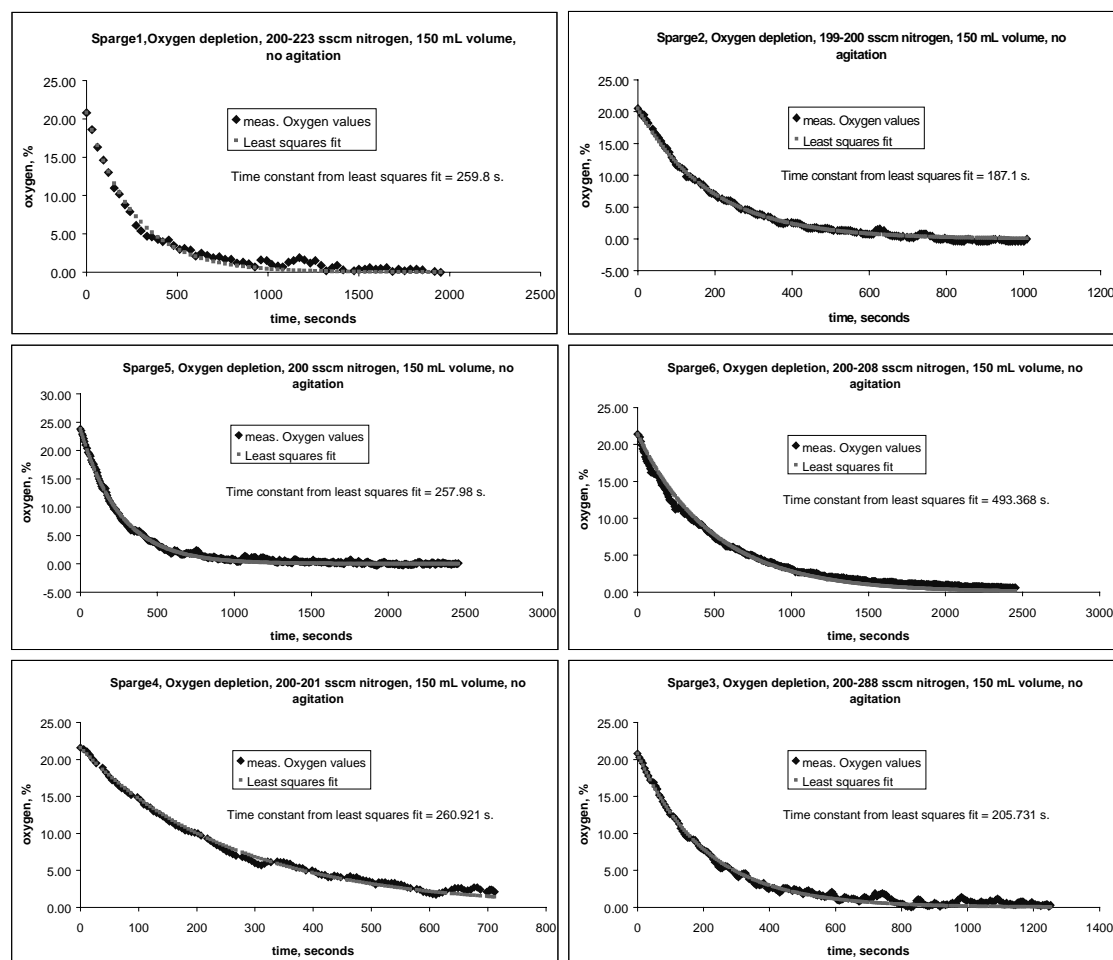 Sparge1,Oxygen depletion, 200-223 sscm nitrogen, 150 mL volume,
no agitation
25.00
20.00
15.00
10.00
5.00
0.00
oxygen, %
meas. Oxygen values
Least squares fit
Time constant from least squares fit = 259.8 s.
0 500 1000 1500 2000 2500
time, seconds
Sparge2, Oxygen depletion, 199-200 sscm nitrogen, 150 mL volume, no
agitation
25.00
20.00
15.00
10.00
5.00
0.00
-5.00
oxygen, %
meas. Oxygen values
Least squares fit
Time constant from least squares fit = 187.1 s.
0 200 400 600 800 1000 1200
time, seconds
Sparge5, Oxygen depletion, 200 sscm nitrogen, 150 mL volume, no
agitation
30.00
25.00
20.00
15.00
10.00
5.00
0.00
-5.00
oxygen, %
meas. Oxygen values
Least squares fit
Time constant from least squares fit = 257.98 s.
0 500 1000 1500 2000 2500 3000
time, seconds
Sparge6, Oxygen depletion, 200-208 sscm nitrogen, 150 mL volume, no
agitation
25.00
20.00
15.00
10.00
5.00
0.00
oxygen, %
meas. Oxygen values
Least squares fit
Time constant from least squares fit = 493.368 s.
0 500 1000 1500 2000 2500 3000
time, seconds
Sparge4, Oxygen depletion, 200-201 sscm nitrogen, 150 mL volume, no
agitation
25.00
20.00
15.00
10.00
5.00
0.00
oxygen, %
meas. Oxygen values
Least squares fit
Time constant from least squares fit = 260.921 s.
0 100 200 300 400 500 600 700 800
time, seconds
Sparge3, Oxygen depletion, 200-288 sscm nitrogen, 150 mL volume, no
agitation
25.00
20.00
15.00
10.00
5.00
0.00
oxygen, %
meas. Oxygen values
Least squares fit
Time constant from least squares fit = 205.731 s.
0 200 400 600 800 1000 1200 1400
time, seconds